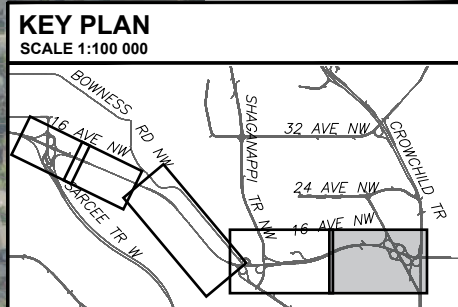 KEY PLAN
SCALE 1:100 000
BOWNESS RD NW
16 AVE NW
SARCEE TR W
SHAGANAPPI TR NW
32 AVE NW
CROWCHILD TR
24 AVE NW
16 AVE NW